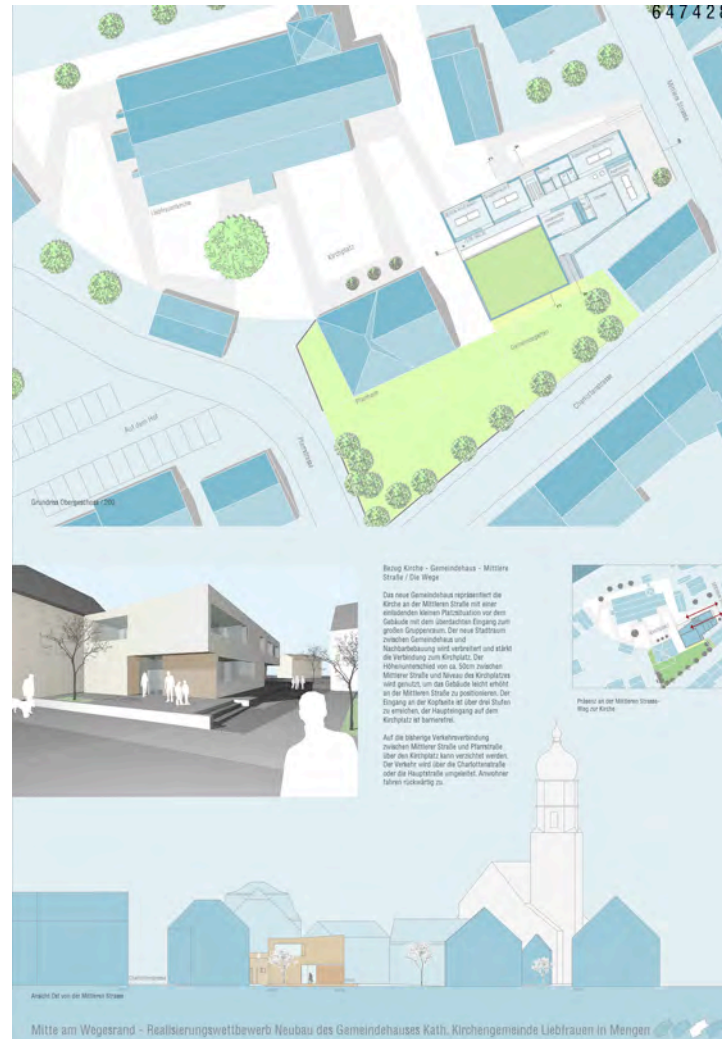 647428
Mittlere Strasse
Liebfrauenkirche
Kirchplatz
Gemeindegarten
Pfarrhaus
Charlottenstrasse
Auf dem Hof
Pfarrstrasse
Grundriss Obergeschoss 1:200
Bezug Kirche - Gemeindehaus - Mittlere
Straße / Die Wege
Das neue Gemeindehaus repräsentiert die
Kirche an der Mittleren Straße mit einer
einladenden kleinen Platzsituation vor dem
Gebäude mit dem überdachten Eingang zum
großen Gruppenraum. Der neue Stadtraum
zwischen Gemeindehaus und
Nachbarbebauung wird verbreitert und stärkt
die Verbindung zum Kirchplatz. Der
Höhenunterschied von ca. 50cm zwischen
Mittlerer Straße und Niveau des Kirchplatzes
wird genutzt, um das Gebäude leicht erhöht
an der Mittleren Straße zu positionieren. Der
Eingang an der Kopfseite ist über drei Stufen
zu erreichen, der Haupteingang auf dem
Kirchplatz ist barrierefrei.
Auf die bisherige Verkehrsverbindung
zwischen Mittlerer Straße und Pfarrstraße
über den Kirchplatz kann verzichtet werden.
Der Verkehr wird über die Charlottenstraße
oder die Hauptstraße umgeleitet. Anwohner
fahren rückwärtig zu.
Präsenz an der Mittleren Strasse-
Weg zur Kirche
Charlottenstrasse
Ansicht Ost von der Mittleren Strasse
Mitte am Wegesrand - Realisierungswettbewerb Neubau des Gemeindehauses Kath. Kirchengemeinde Liebfrauen in Mengen